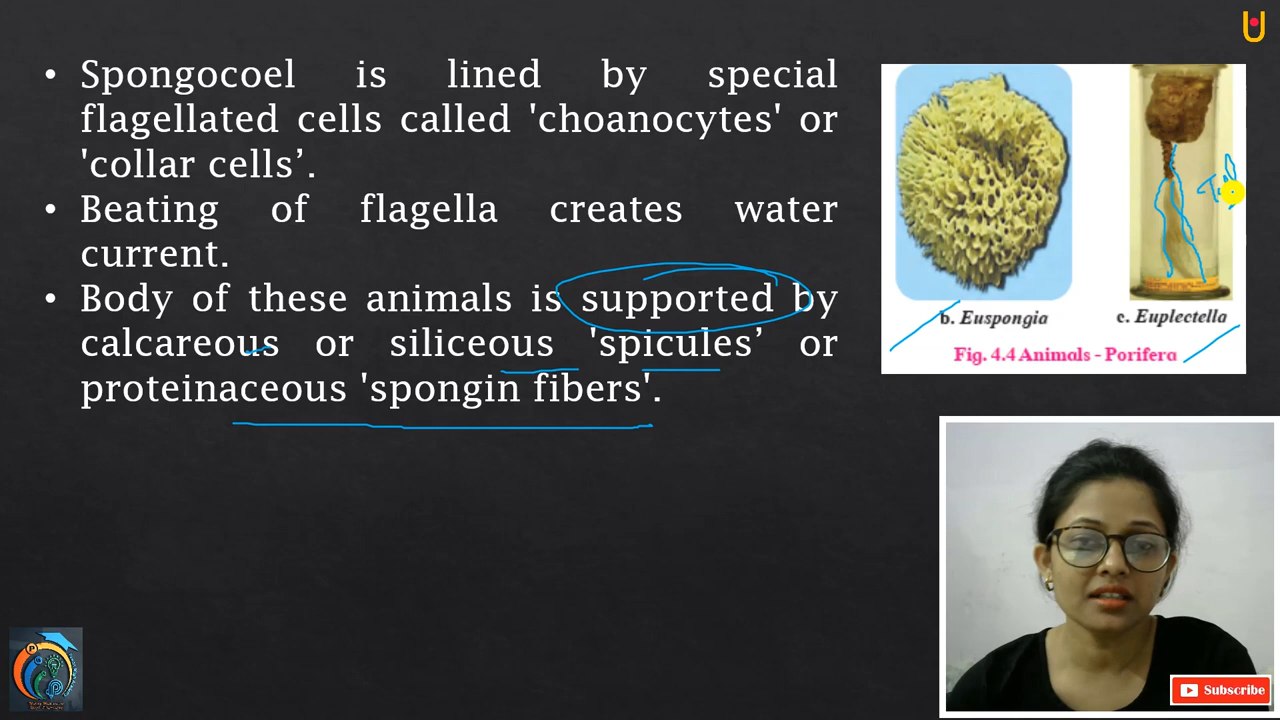 • Spongocoel is lined by special
flagellated cells called 'choanocytes' or
'collar cells’.
• Beating of flagella creates water
current.
• Body of these animals is supported by
calcareous or siliceous 'spicules’ or
proteinaceous 'spongin fibers'.
b. Euspongia
c. Euplectella
Fig. 4.4 Animals - Porifera
Subscribe